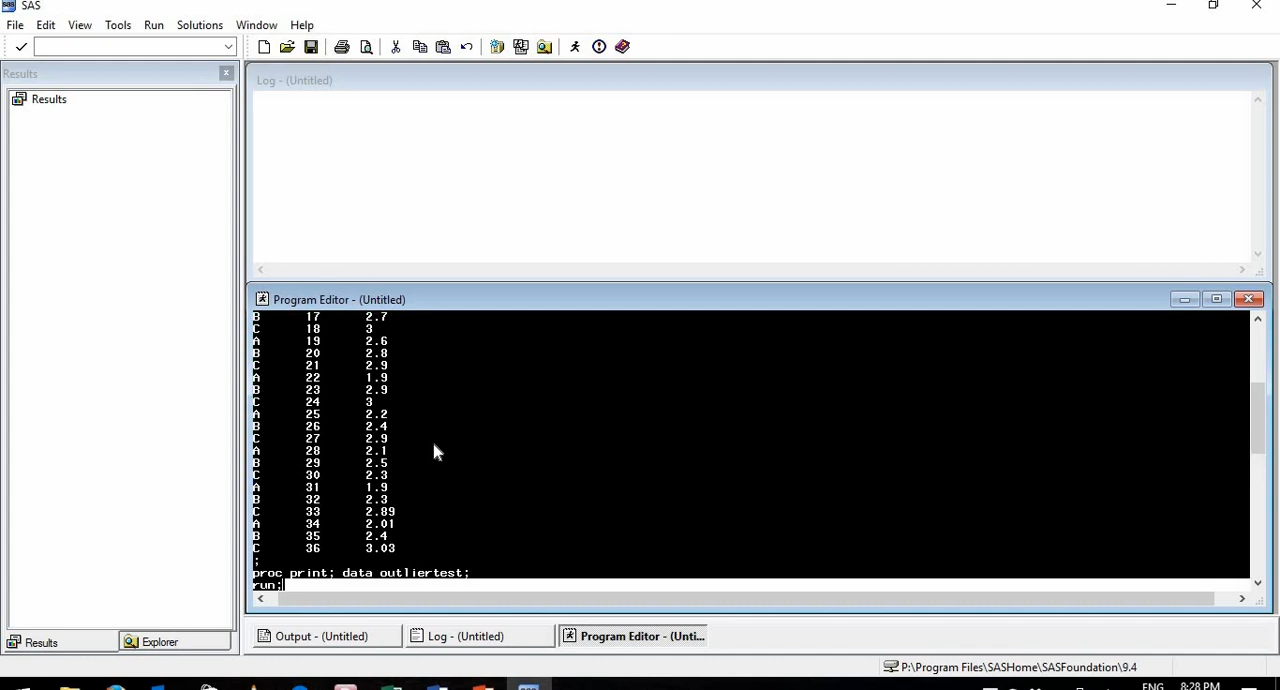 SAS
File Edit View Tools Run Solutions Window Help
Results
Results
Log - (Untitled)
Program Editor - (Untitled)
B 17 2.7
C 18 3
A 19 2.6
B 20 2.8
C 21 2.9
A 22 1.9
B 23 2.9
C 24 3
A 25 2.2
B 26 2.4
C 27 2.9
A 28 2.1
B 29 2.5
C 30 2.3
A 31 1.9
B 32 2.3
C 33 2.89
A 34 2.01
B 35 2.4
C 36 3.03
;
proc print; data outliertest;
run;
Results Explorer
Output - (Untitled) Log - (Untitled) Program Editor - (Unti...
P:\Program Files\SASHome\SASFoundation\9.4
ENG 8:28 PM